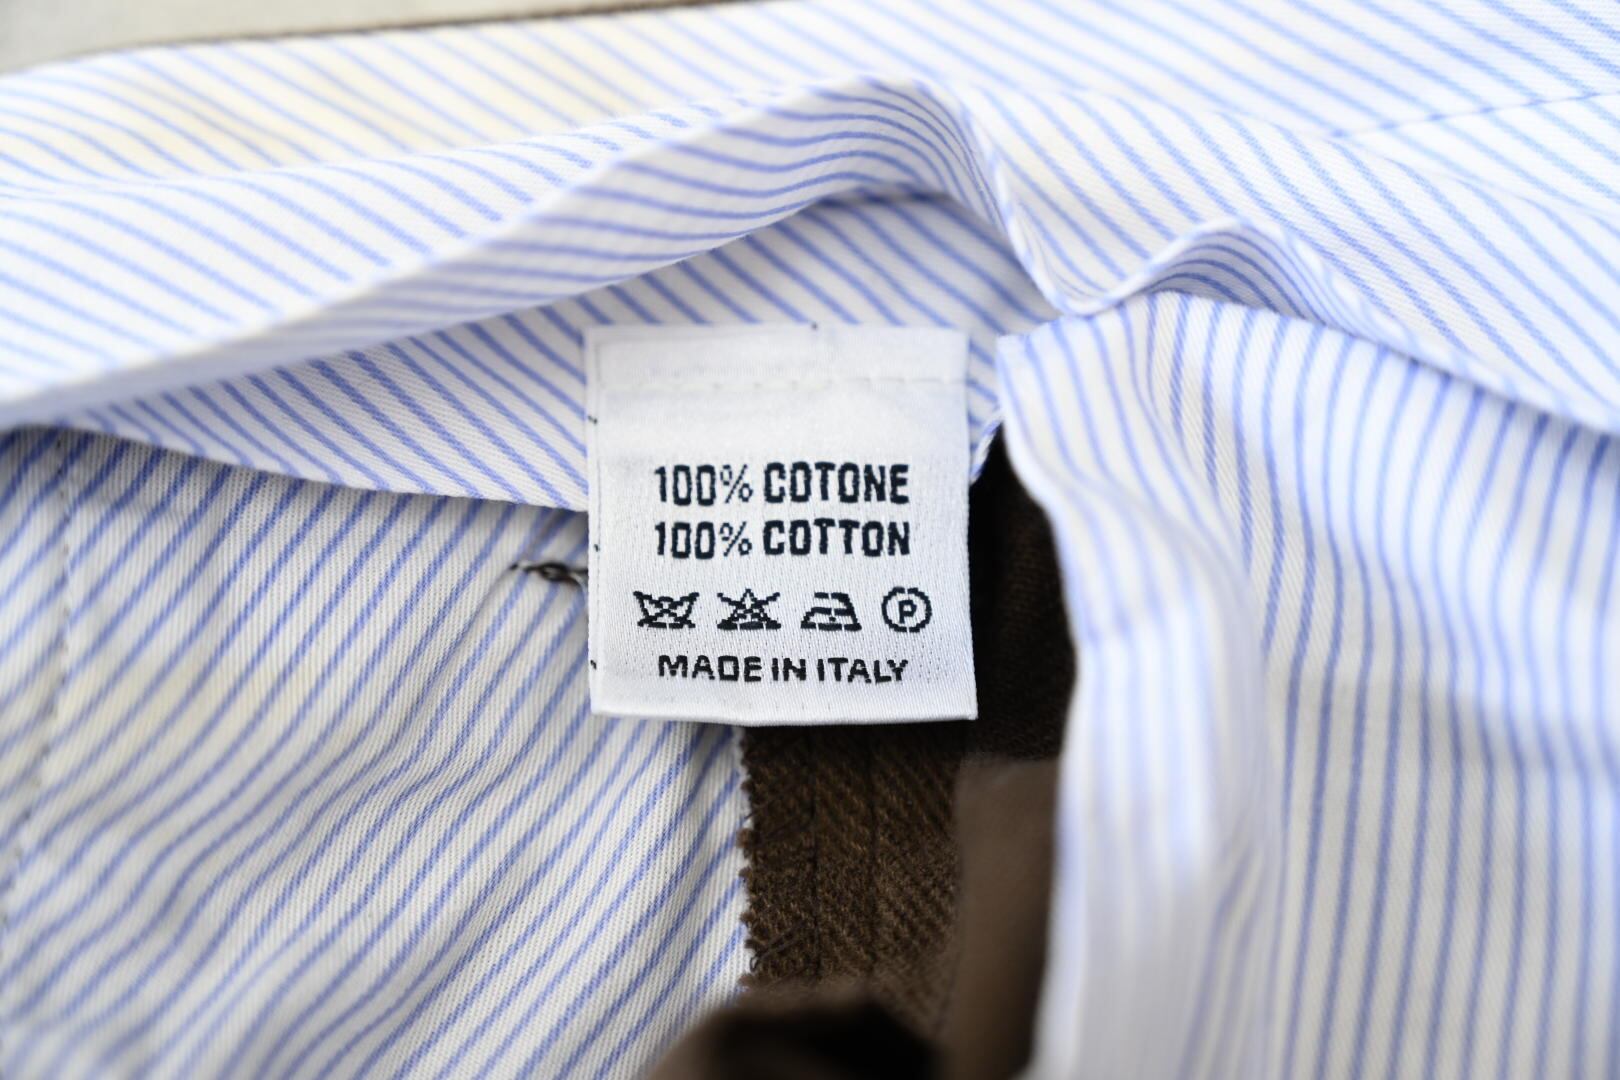 100% COTONE
100% COTTON
P
MADE IN ITALY